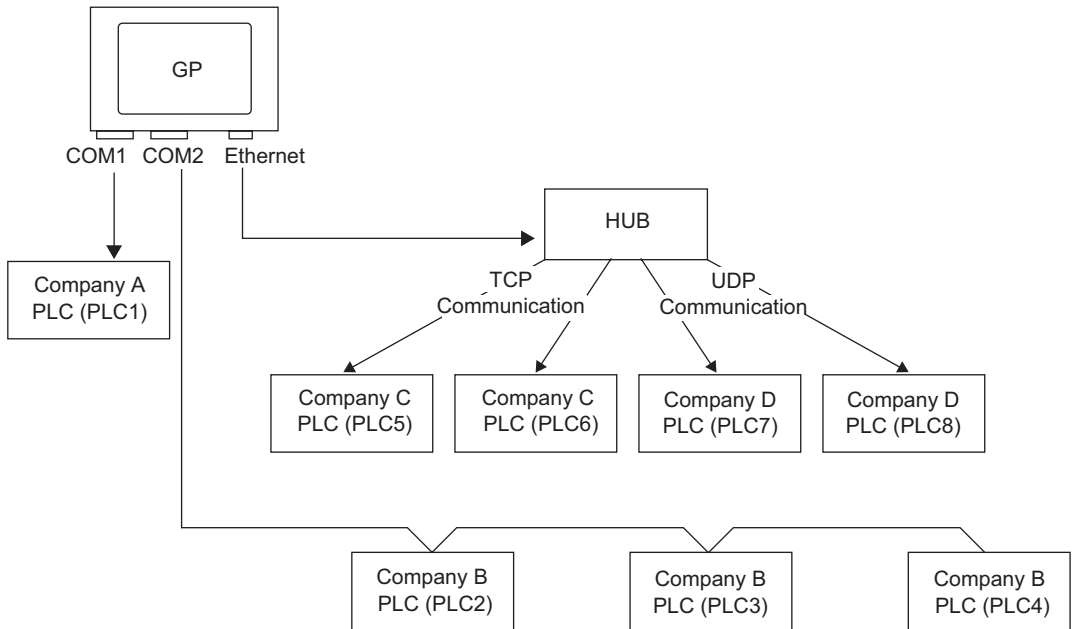 GP
COM1 COM2 Ethernet
HUB
Company A
PLC (PLC1)
TCP
Communication
UDP
Communication
Company C
PLC (PLC5)
Company C
PLC (PLC6)
Company D
PLC (PLC7)
Company D
PLC (PLC8)
Company B
PLC (PLC2)
Company B
PLC (PLC3)
Company B
PLC (PLC4)